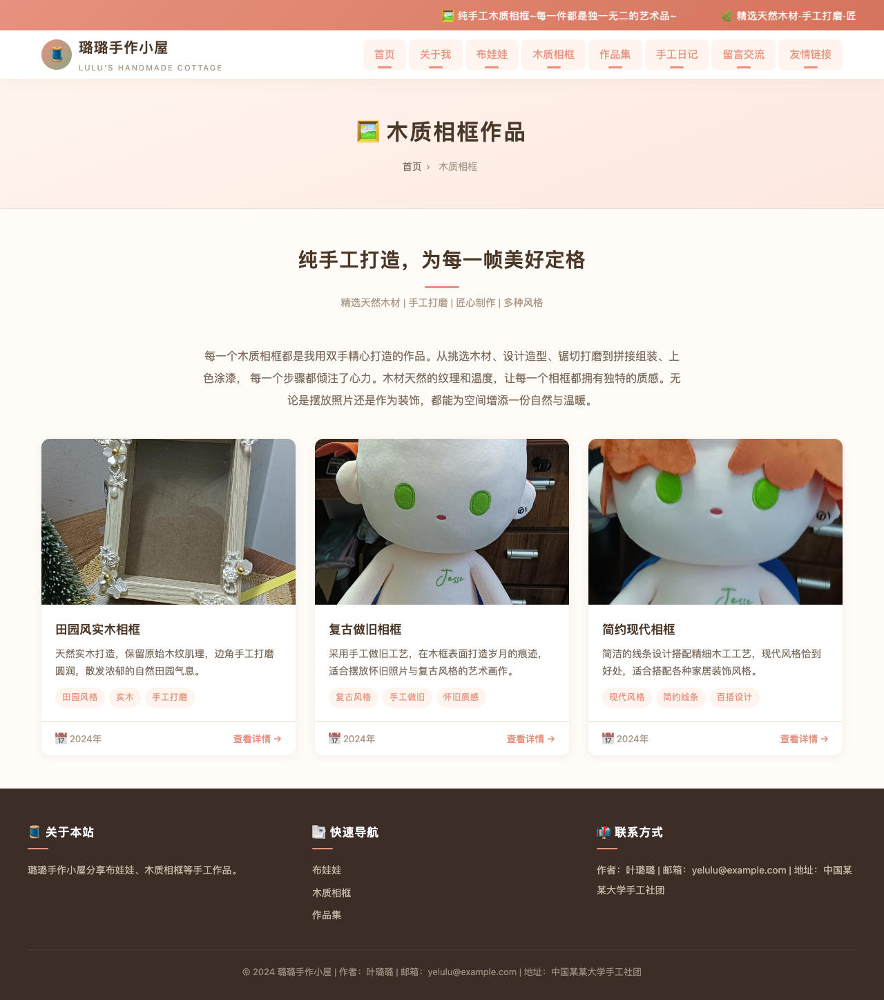 纯手工木质相框~每一件都是独一无二的艺术品~ 精选天然木材·手工打磨·匠
璐璐手作小屋
LULU'S HANDMADE COTTAGE
首页 关于我 布娃娃 木质相框 作品集 手工日记 留言交流 友情链接
木质相框作品
首页 › 木质相框
纯手工打造，为每一帧美好定格
精选天然木材 | 手工打磨 | 匠心制作 | 多种风格
每一个木质相框都是我用双手精心打造的作品。从挑选木材、设计造型、锯切打磨到拼接组装、上
色涂漆， 每一个步骤都倾注了心力。木材天然的纹理和温度，让每一个相框都拥有独特的质感。无
论是摆放照片还是作为装饰，都能为空间增添一份自然与温暖。
Jesse
Jesse
田园风实木相框
天然实木打造，保留原始木纹肌理，边角手工打磨
圆润，散发浓郁的自然田园气息。
田园风格 实木 手工打磨
2024年 查看详情 →
复古做旧相框
采用手工做旧工艺，在木框表面打造岁月的痕迹，
适合摆放怀旧照片与复古风格的艺术画作。
复古风格 手工做旧 怀旧质感
2024年 查看详情 →
简约现代相框
简洁的线条设计搭配精细木工工艺，现代风格恰到
好处，适合搭配各种家居装饰风格。
现代风格 简约线条 百搭设计
2024年 查看详情 →
关于本站
璐璐手作小屋分享布娃娃、木质相框等手工作品。
快速导航
布娃娃
木质相框
作品集
联系方式
作者：叶璐璐 | 邮箱：yelulu@example.com | 地址：中国某
某大学手工社团
© 2024 璐璐手作小屋 | 作者：叶璐璐 | 邮箱：yelulu@example.com | 地址：中国某某大学手工社团